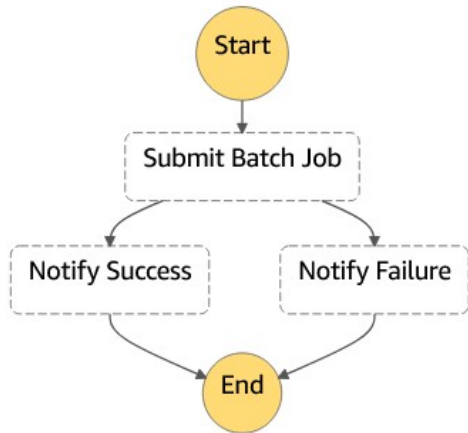 Start
Submit Batch Job
Notify Success
Notify Failure
End